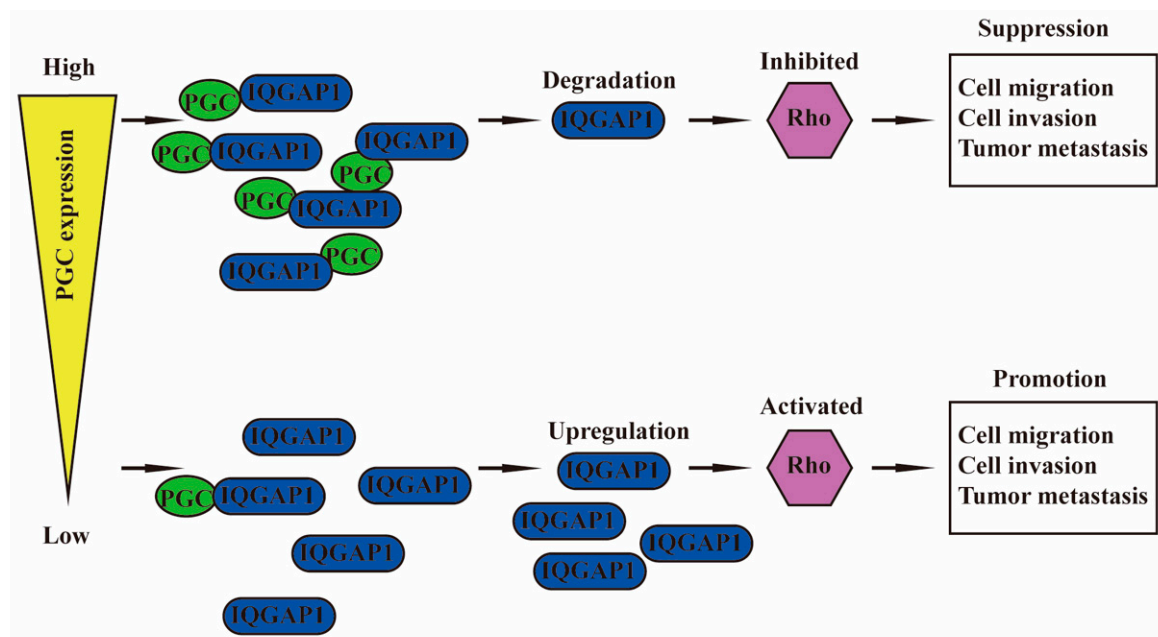 Suppression
High
Inhibited
Degradation
Cell migration
Cell invasion
Tumor metastasis
PGC
IQGAP1
PGC
IQGAP1
IQGAP1
PGC
PGC
IQGAP1
IQGAP1
PGC
IQGAP1
Rho
PGC expression
Promotion
Activated
Upregulation
Cell migration
Cell invasion
Tumor metastasis
IQGAP1
IQGAP1
PGC
IQGAP1
IQGAP1
IQGAP1
IQGAP1
IQGAP1
IQGAP1
IQGAP1
Rho
Low